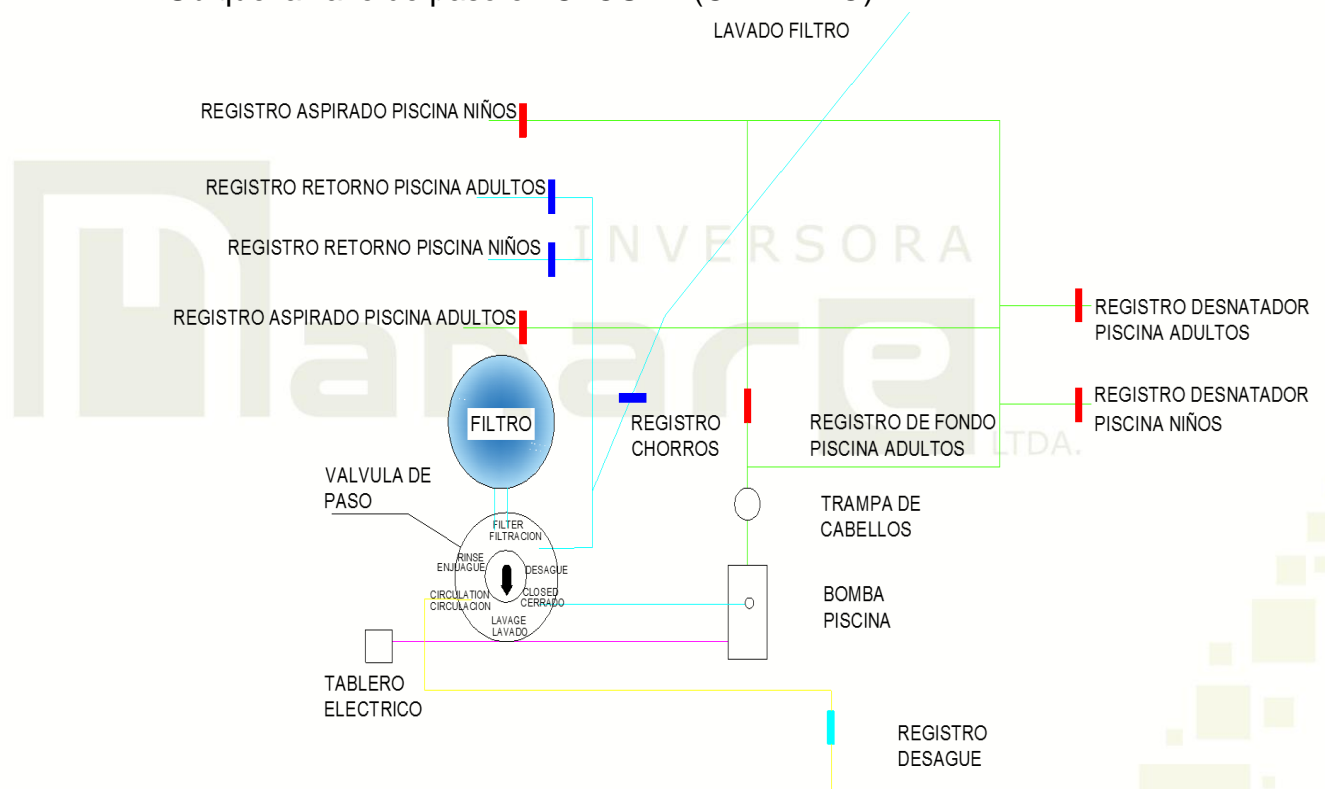 LAVADO FILTRO
REGISTRO ASPIRADO PISCINA NIÑOS
REGISTRO RETORNO PISCINA ADULTOS
INVERSORA
REGISTRO RETORNO PISCINA NIÑOS
REGISTRO ASPIRADO PISCINA ADULTOS
REGISTRO DESNATADOR
PISCINA ADULTOS
Manare
REGISTRO DESNATADOR
PISCINA NIÑOS
FILTRO
REGISTRO
CHORROS
REGISTRO DE FONDO
PISCINA ADULTOS
LTDA.
VALVULA DE
PASO
TRAMPA DE
CABELLOS
FILTER
FILTRACION
RINSE
ENJUAGUE
DESAGUE
CIRCULATION
CIRCULACION
CLOSED
CERRADO
LAVAGE
LAVADO
BOMBA
PISCINA
TABLERO
ELECTRICO
REGISTRO
DESAGUE